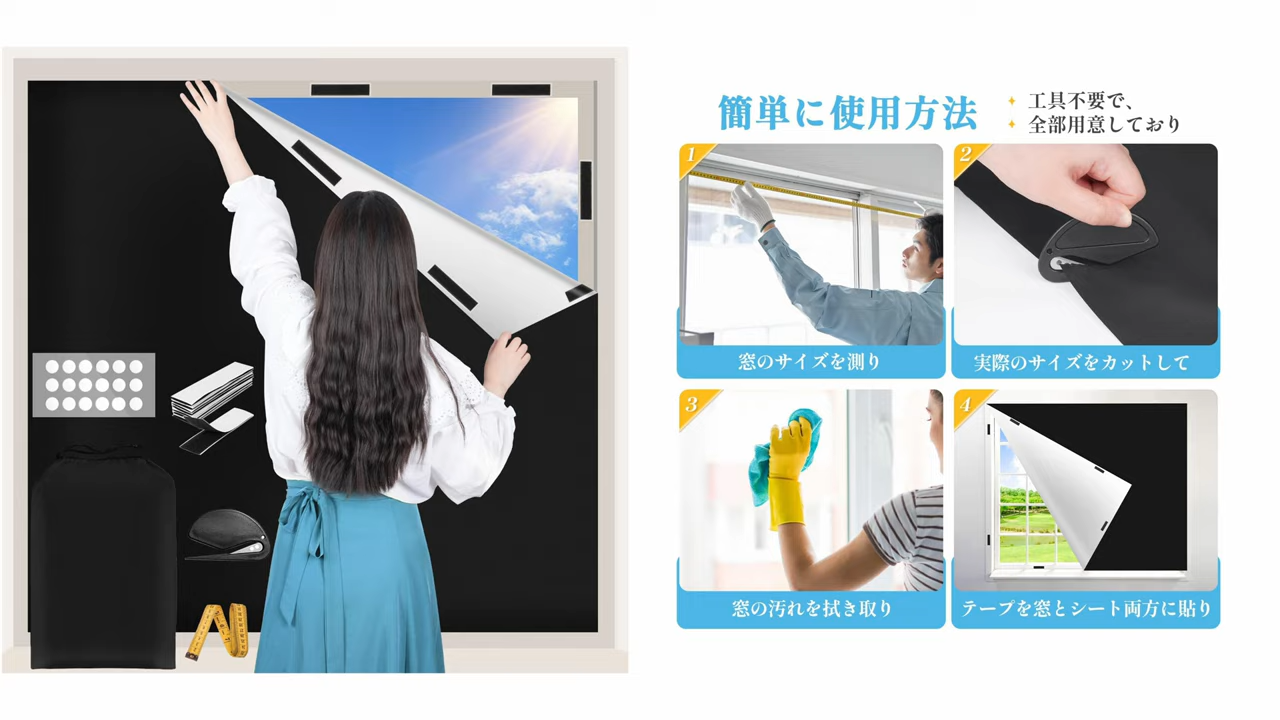 簡単に使用方法
工具不要で、
全部用意しており
1
窓のサイズを測り
2
実際のサイズをカットして
3
窓の汚れを拭き取り
4
テープを窓とシート両方に貼り